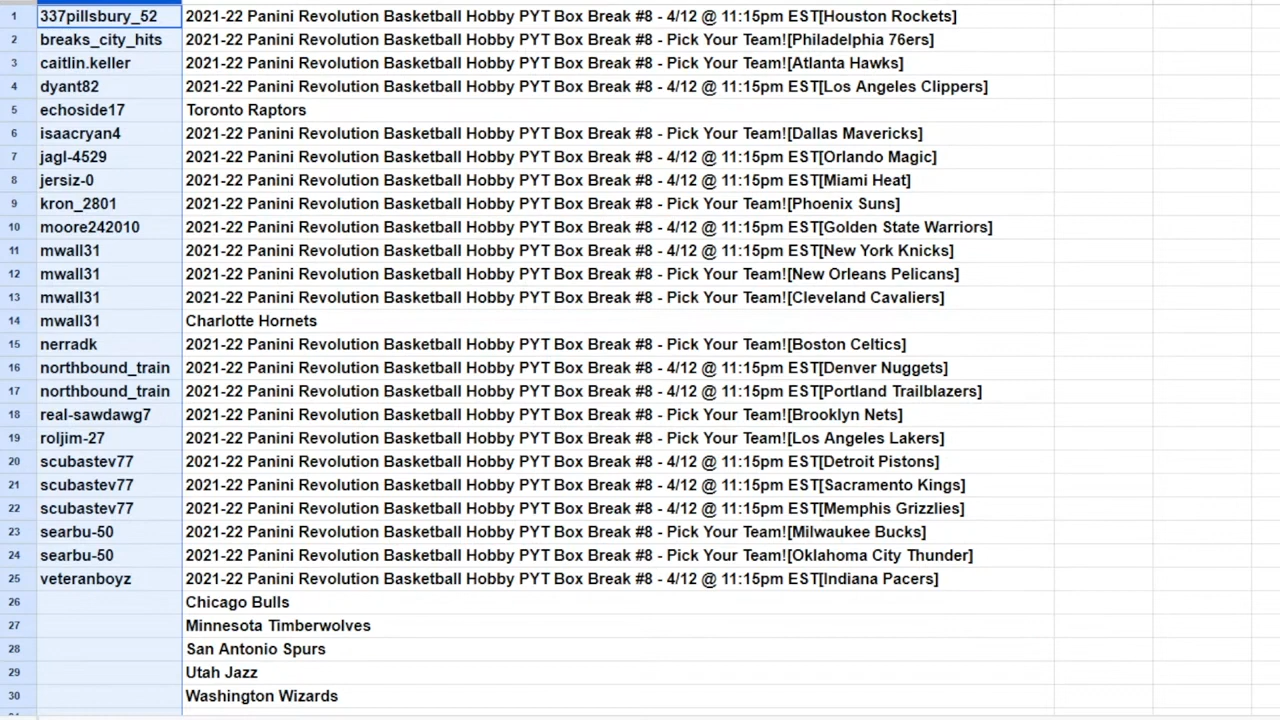 1 337pillsbury_52 2021-22 Panini Revolution Basketball Hobby PYT Box Break #8 - 4/12 @ 11:15pm EST[Houston Rockets]
2 breaks_city_hits 2021-22 Panini Revolution Basketball Hobby PYT Box Break #8 - Pick Your Team![Philadelphia 76ers]
3 caitlin.keller 2021-22 Panini Revolution Basketball Hobby PYT Box Break #8 - Pick Your Team![Atlanta Hawks]
4 dyant82 2021-22 Panini Revolution Basketball Hobby PYT Box Break #8 - 4/12 @ 11:15pm EST[Los Angeles Clippers]
5 echoside17 Toronto Raptors
6 isaacryan4 2021-22 Panini Revolution Basketball Hobby PYT Box Break #8 - Pick Your Team![Dallas Mavericks]
7 jagl-4529 2021-22 Panini Revolution Basketball Hobby PYT Box Break #8 - 4/12 @ 11:15pm EST[Orlando Magic]
8 jersiz-0 2021-22 Panini Revolution Basketball Hobby PYT Box Break #8 - 4/12 @ 11:15pm EST[Miami Heat]
9 kron_2801 2021-22 Panini Revolution Basketball Hobby PYT Box Break #8 - Pick Your Team![Phoenix Suns]
10 moore242010 2021-22 Panini Revolution Basketball Hobby PYT Box Break #8 - 4/12 @ 11:15pm EST[Golden State Warriors]
11 mwall31 2021-22 Panini Revolution Basketball Hobby PYT Box Break #8 - 4/12 @ 11:15pm EST[New York Knicks]
12 mwall31 2021-22 Panini Revolution Basketball Hobby PYT Box Break #8 - Pick Your Team![New Orleans Pelicans]
13 mwall31 2021-22 Panini Revolution Basketball Hobby PYT Box Break #8 - Pick Your Team![Cleveland Cavaliers]
14 mwall31 Charlotte Hornets
15 nerradk 2021-22 Panini Revolution Basketball Hobby PYT Box Break #8 - Pick Your Team![Boston Celtics]
16 northbound_train 2021-22 Panini Revolution Basketball Hobby PYT Box Break #8 - 4/12 @ 11:15pm EST[Denver Nuggets]
17 northbound_train 2021-22 Panini Revolution Basketball Hobby PYT Box Break #8 - 4/12 @ 11:15pm EST[Portland Trailblazers]
18 real-sawdawg7 2021-22 Panini Revolution Basketball Hobby PYT Box Break #8 - Pick Your Team![Brooklyn Nets]
19 roljim-27 2021-22 Panini Revolution Basketball Hobby PYT Box Break #8 - Pick Your Team![Los Angeles Lakers]
20 scubastev77 2021-22 Panini Revolution Basketball Hobby PYT Box Break #8 - 4/12 @ 11:15pm EST[Detroit Pistons]
21 scubastev77 2021-22 Panini Revolution Basketball Hobby PYT Box Break #8 - 4/12 @ 11:15pm EST[Sacramento Kings]
22 scubastev77 2021-22 Panini Revolution Basketball Hobby PYT Box Break #8 - 4/12 @ 11:15pm EST[Memphis Grizzlies]
23 searbu-50 2021-22 Panini Revolution Basketball Hobby PYT Box Break #8 - Pick Your Team![Milwaukee Bucks]
24 searbu-50 2021-22 Panini Revolution Basketball Hobby PYT Box Break #8 - Pick Your Team![Oklahoma City Thunder]
25 veteranboyz 2021-22 Panini Revolution Basketball Hobby PYT Box Break #8 - 4/12 @ 11:15pm EST[Indiana Pacers]
26 Chicago Bulls
27 Minnesota Timberwolves
28 San Antonio Spurs
29 Utah Jazz
30 Washington Wizards